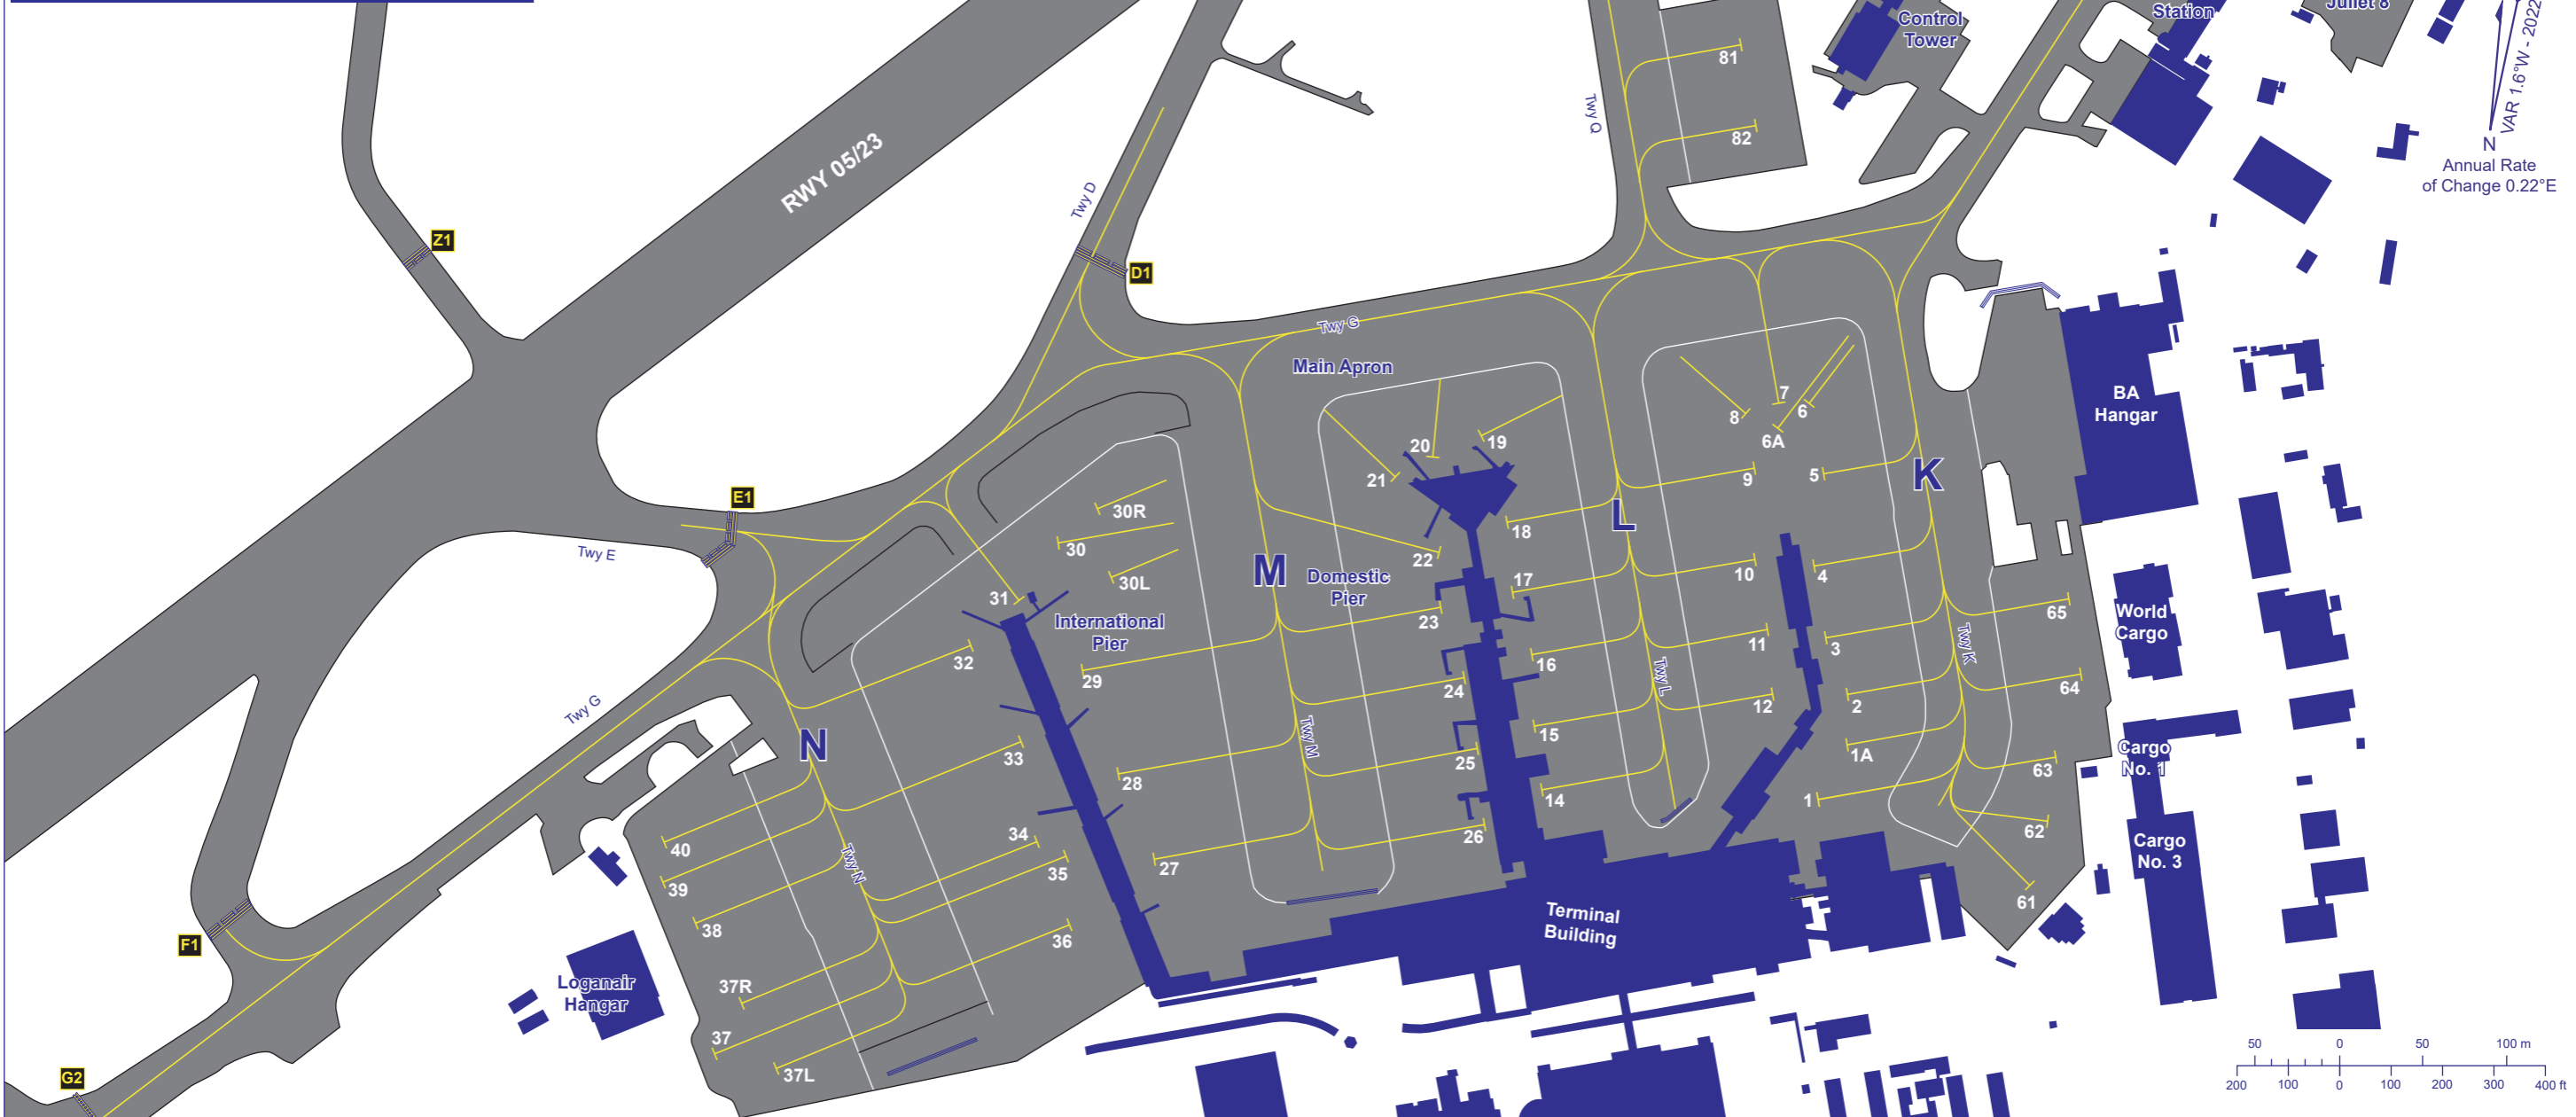 Control
Tower
Station
Juliet 8
VAR 1.6°W - 2022
N
Annual Rate
of Change 0.22°E
81
82
Twy Q
RWY 05/23
Twy D
Z1
D1
Twy G
Main Apron
BA
Hangar
7
8
6
6A
20
19
21
9
5
K
E1
30R
18
L
30
Twy E
22
M
Domestic
Pier
10
4
30L
17
31
International
Pier
23
World
Cargo
65
11
3
Twy K
32
16
29
24
Twy L
64
Twy G
12
2
N
15
Twy M
33
25
1A
Cargo
No. 1
63
28
14
1
34
26
62
40
Cargo
No. 3
Twy N
27
35
39
61
38
Terminal
Building
36
F1
Loganair
Hangar
37R
37
37L
G2
50
0
50
100 m
200
100
0
100
200
300
400 ft